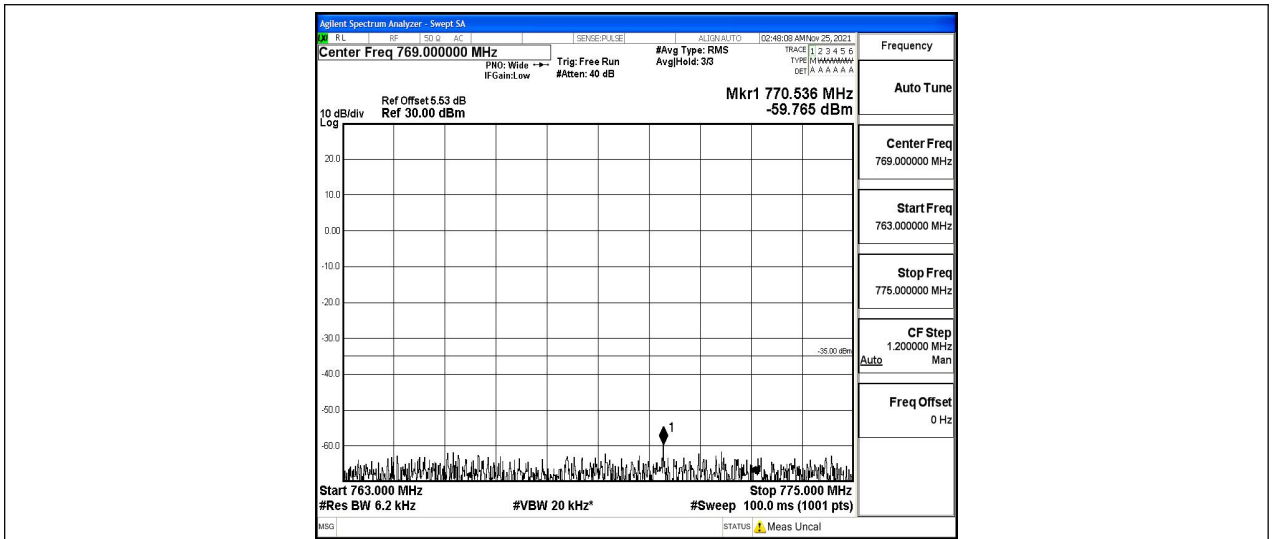 Agilent Spectrum Analyzer - Swept SA
RL RF 50 Ω AC SENSE:PULSE ALIGNAUTO 02:48:08 AM Nov 25, 2021
Center Freq 769.000000 MHz
PNO: Wide
IFGain:Low
Trig: Free Run
#Atten: 40 dB
#Avg Type: RMS
Avg|Hold: 3/3
TRACE 1 2 3 4 5 6
TYPE M WWWWW
DET A A A A A A
Mkr1 770.536 MHz
-59.765 dBm
Ref Offset 5.53 dB
10 dB/div Ref 30.00 dBm
Log
20.0
10.0
0.00
-10.0
-20.0
-30.0
-35.00 dBm
-40.0
-50.0
1
-60.0
Start 763.000 MHz Stop 775.000 MHz
#Res BW 6.2 kHz #VBW 20 kHz* #Sweep 100.0 ms (1001 pts)
MSG STATUS Meas Uncal
Frequency
Auto Tune
Center Freq
769.000000 MHz
Start Freq
763.000000 MHz
Stop Freq
775.000000 MHz
CF Step
1.200000 MHz
Auto Man
Freq Offset
0 Hz